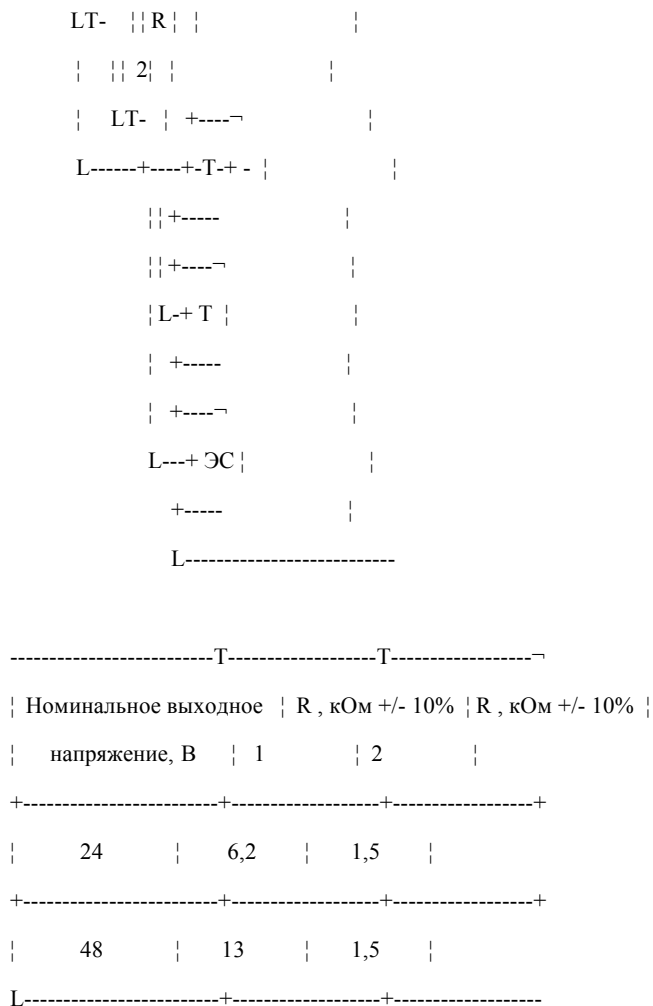 LT-   ¦¦ R ¦  ¦                    ¦
¦    ¦¦ 2¦  ¦                    ¦
¦    LT-  ¦  +----¬                ¦
L------+----+-T-+ - ¦                ¦
¦¦ +-----                ¦
¦¦ +----¬                ¦
¦ L-+ T ¦                ¦
¦  +-----                ¦
¦  +----¬                ¦
L---+ ЭС ¦                ¦
+-----                ¦
L---------------------------
--------------------------T-------------------T------------------¬
¦ Номинальное выходное  ¦ R , кОм +/- 10% ¦ R , кОм +/- 10% ¦
¦    напряжение, В    ¦  1            ¦ 2            ¦
+-------------------------+-------------------+------------------+
¦        24        ¦      6,2      ¦      1,5      ¦
+-------------------------+-------------------+------------------+
¦        48        ¦      13      ¦      1,5      ¦
L-------------------------+-------------------+-------------------